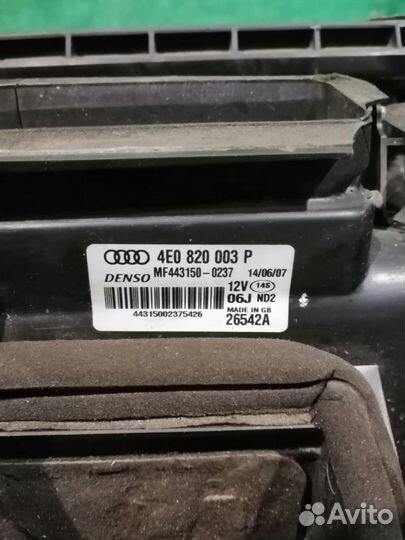 4E0 820 003 P
DENSO MF443150-0237 14/06/07
12V 14S
06J ND2
MADE IN GB
44315002375426 26542A
Avito